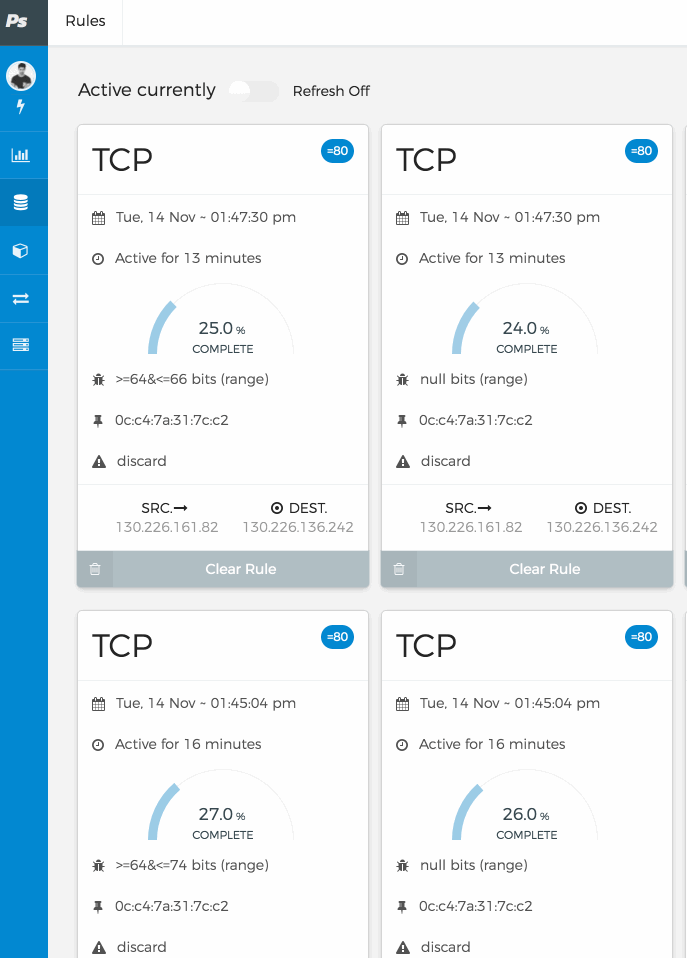 Ps
Rules
Active currently
Refresh Off
TCP
=80
Tue, 14 Nov ~ 01:47:30 pm
Active for 13 minutes
25.0 %
COMPLETE
>=64&<=66 bits (range)
0c:c4:7a:31:7c:c2
discard
SRC.
DEST.
130.226.161.82
130.226.136.242
Clear Rule
TCP
=80
Tue, 14 Nov ~ 01:47:30 pm
Active for 13 minutes
24.0 %
COMPLETE
null bits (range)
0c:c4:7a:31:7c:c2
discard
SRC.
DEST.
130.226.161.82
130.226.136.242
Clear Rule
TCP
=80
Tue, 14 Nov ~ 01:45:04 pm
Active for 16 minutes
27.0 %
COMPLETE
>=64&<=74 bits (range)
0c:c4:7a:31:7c:c2
discard
TCP
=80
Tue, 14 Nov ~ 01:45:04 pm
Active for 16 minutes
26.0 %
COMPLETE
null bits (range)
0c:c4:7a:31:7c:c2
discard